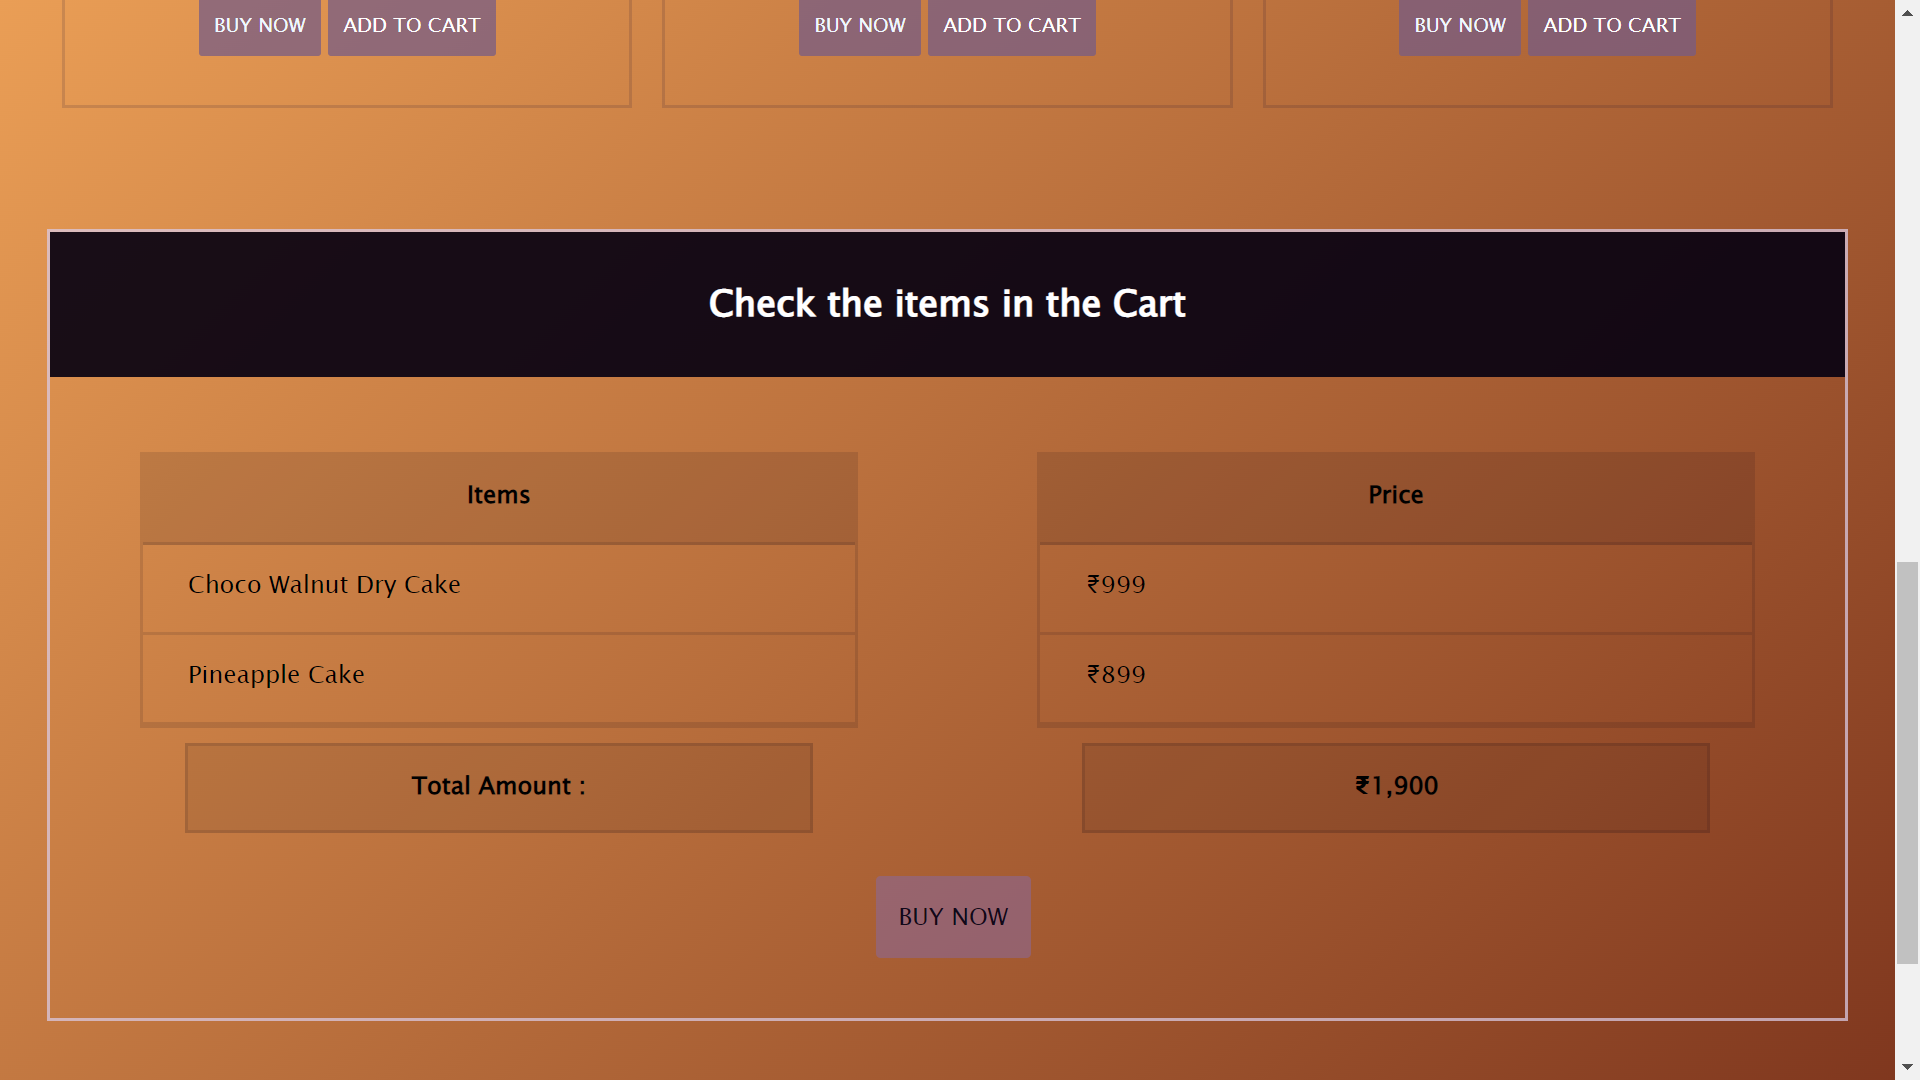 BUY NOW ADD TO CART BUY NOW ADD TO CART BUY NOW ADD TO CART
Check the items in the Cart
Items Price
Choco Walnut Dry Cake ₹999
Pineapple Cake ₹899
Total Amount : ₹1,900
BUY NOW